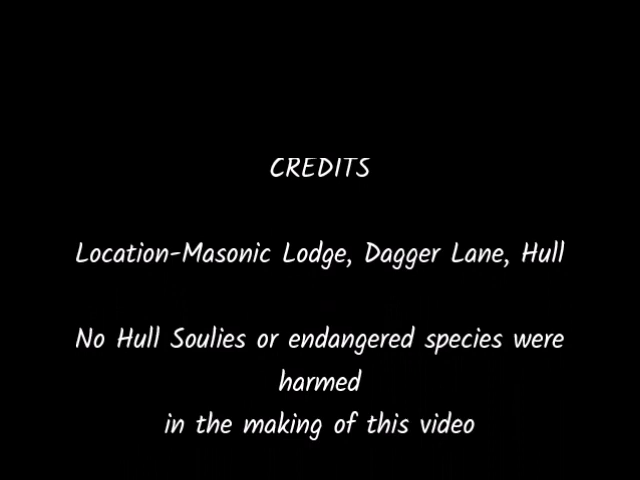 CREDITS
Location-Masonic Lodge, Dagger Lane, Hull
No Hull Soulies or endangered species were
harmed
in the making of this video